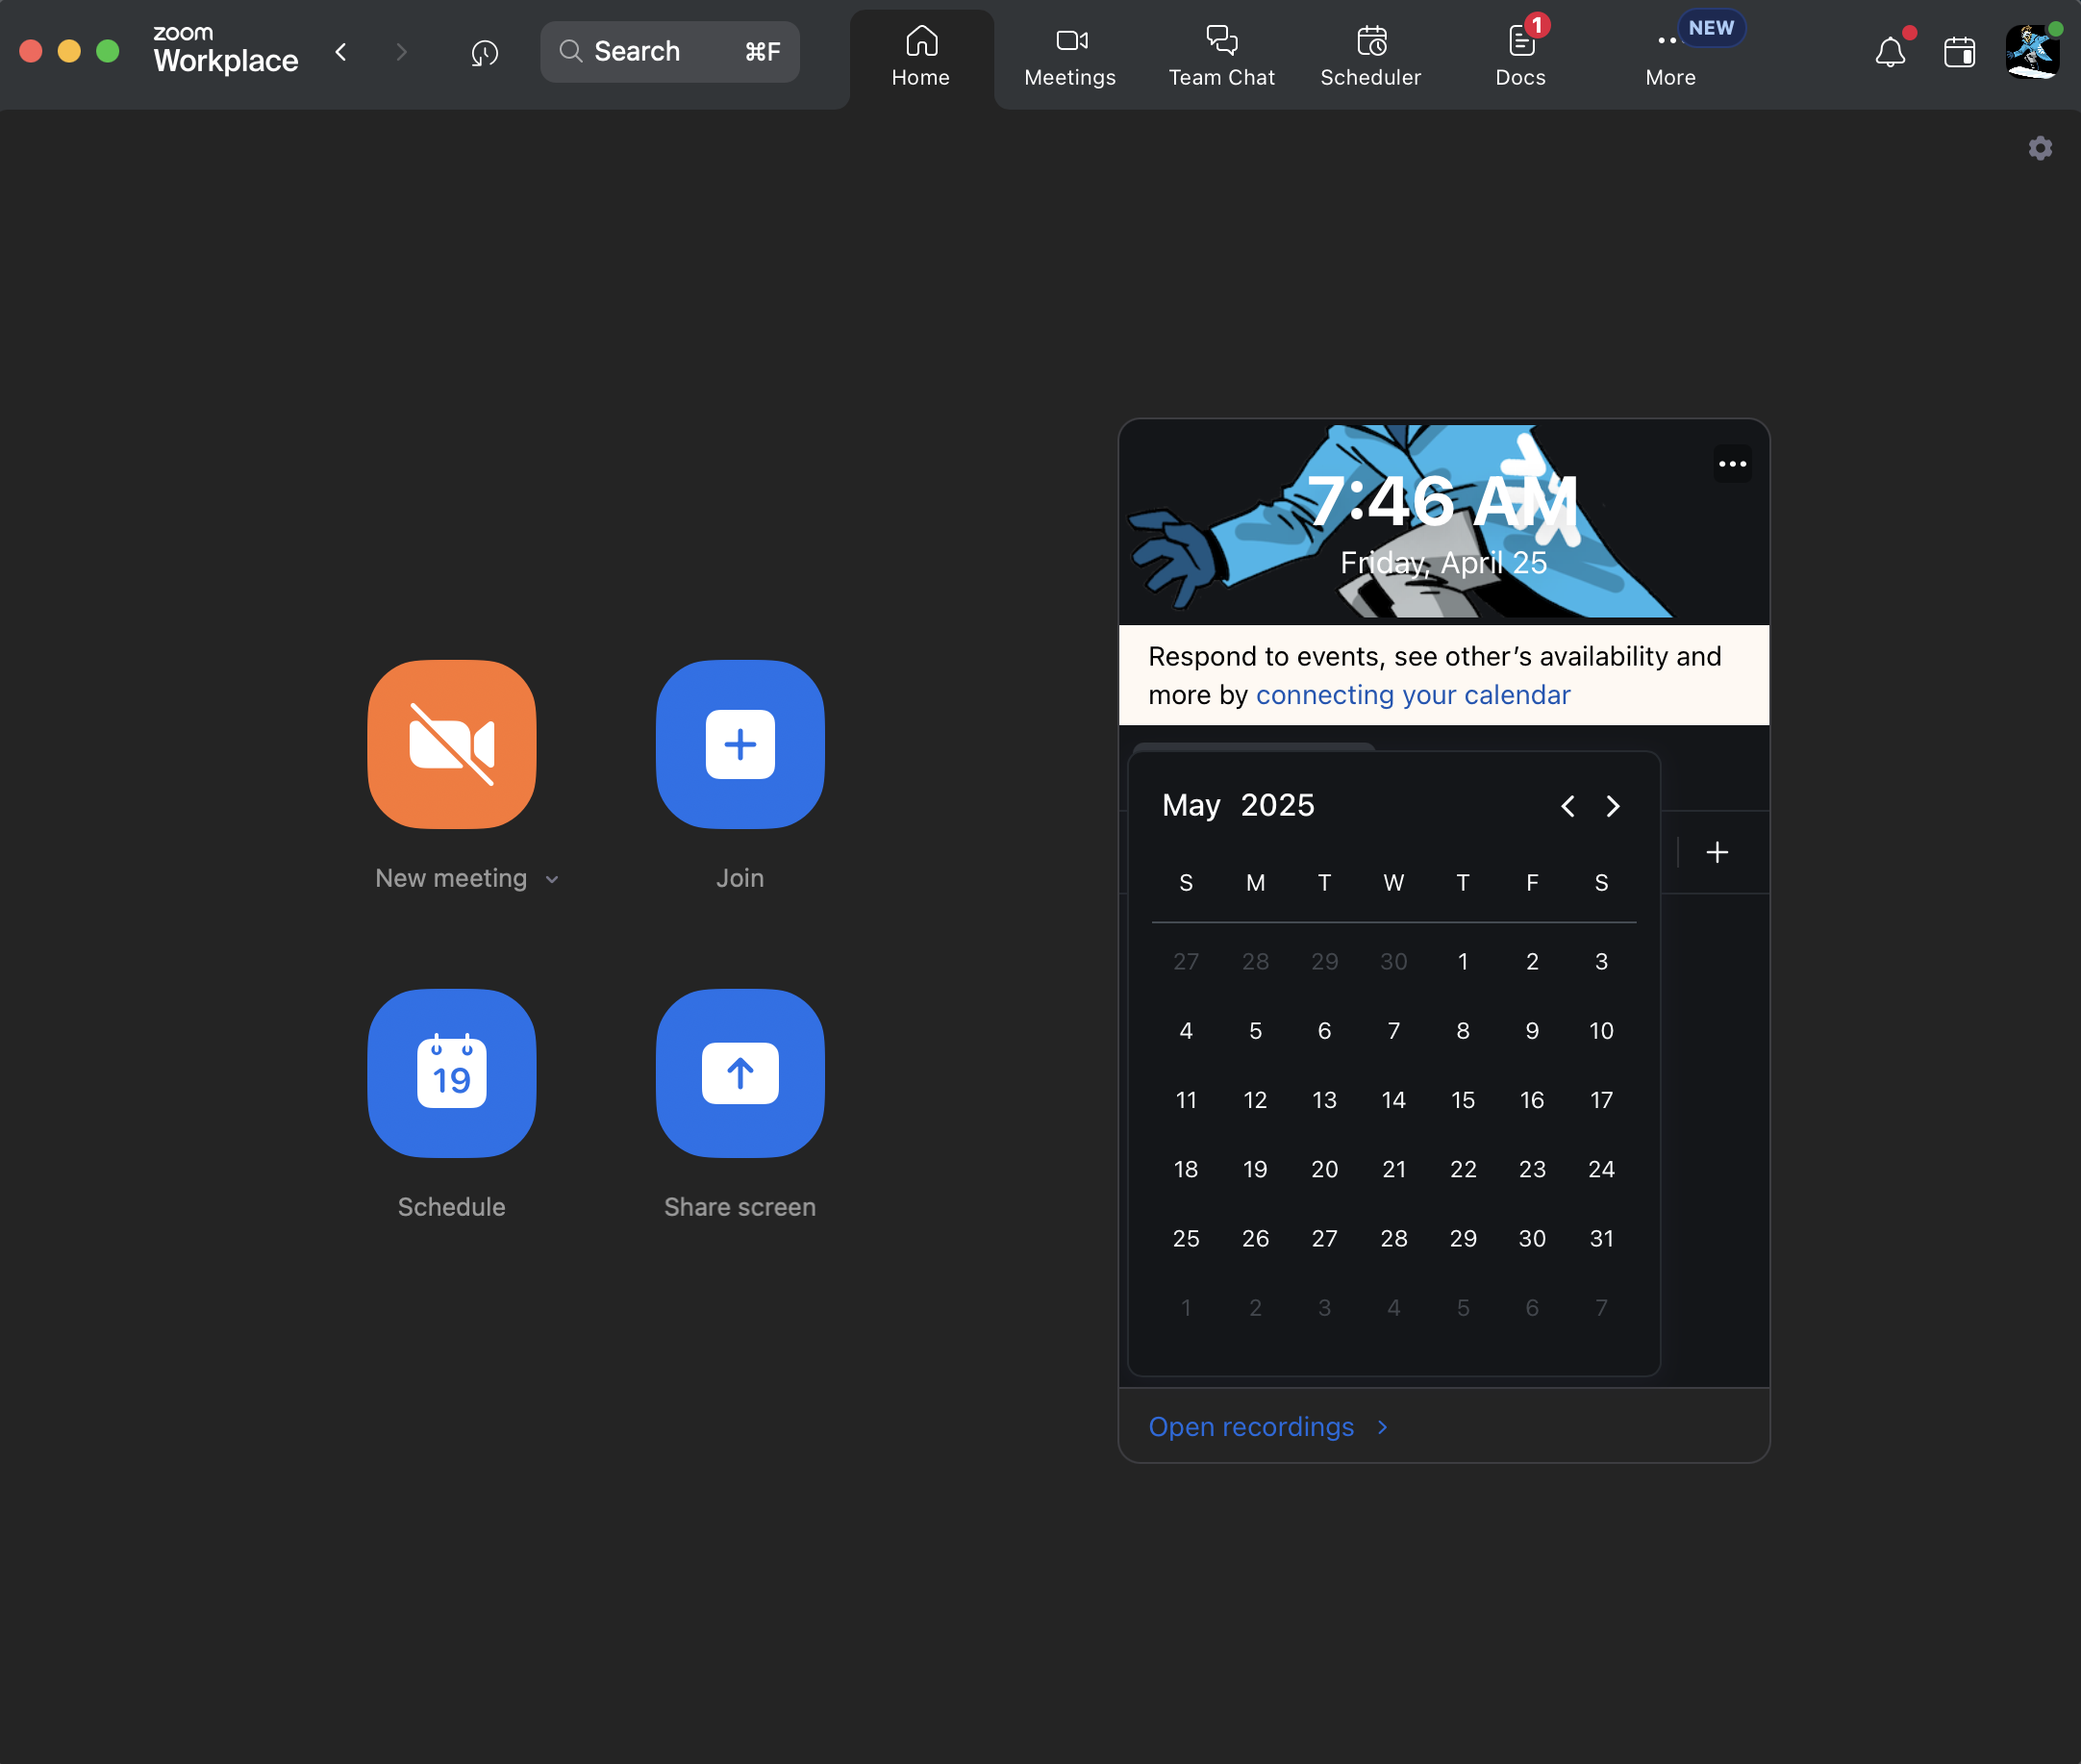 zoom
Workplace
Search ⌘F
Home
Meetings
Team Chat
Scheduler
1
Docs
NEW
More
7:46 AM
Friday, April 25
Respond to events, see other’s availability and
more by connecting your calendar
New meeting
Join
19
Schedule
Share screen
May 2025
S M T W T F S
27 28 29 30 1 2 3
4 5 6 7 8 9 10
11 12 13 14 15 16 17
18 19 20 21 22 23 24
25 26 27 28 29 30 31
1 2 3 4 5 6 7
Open recordings